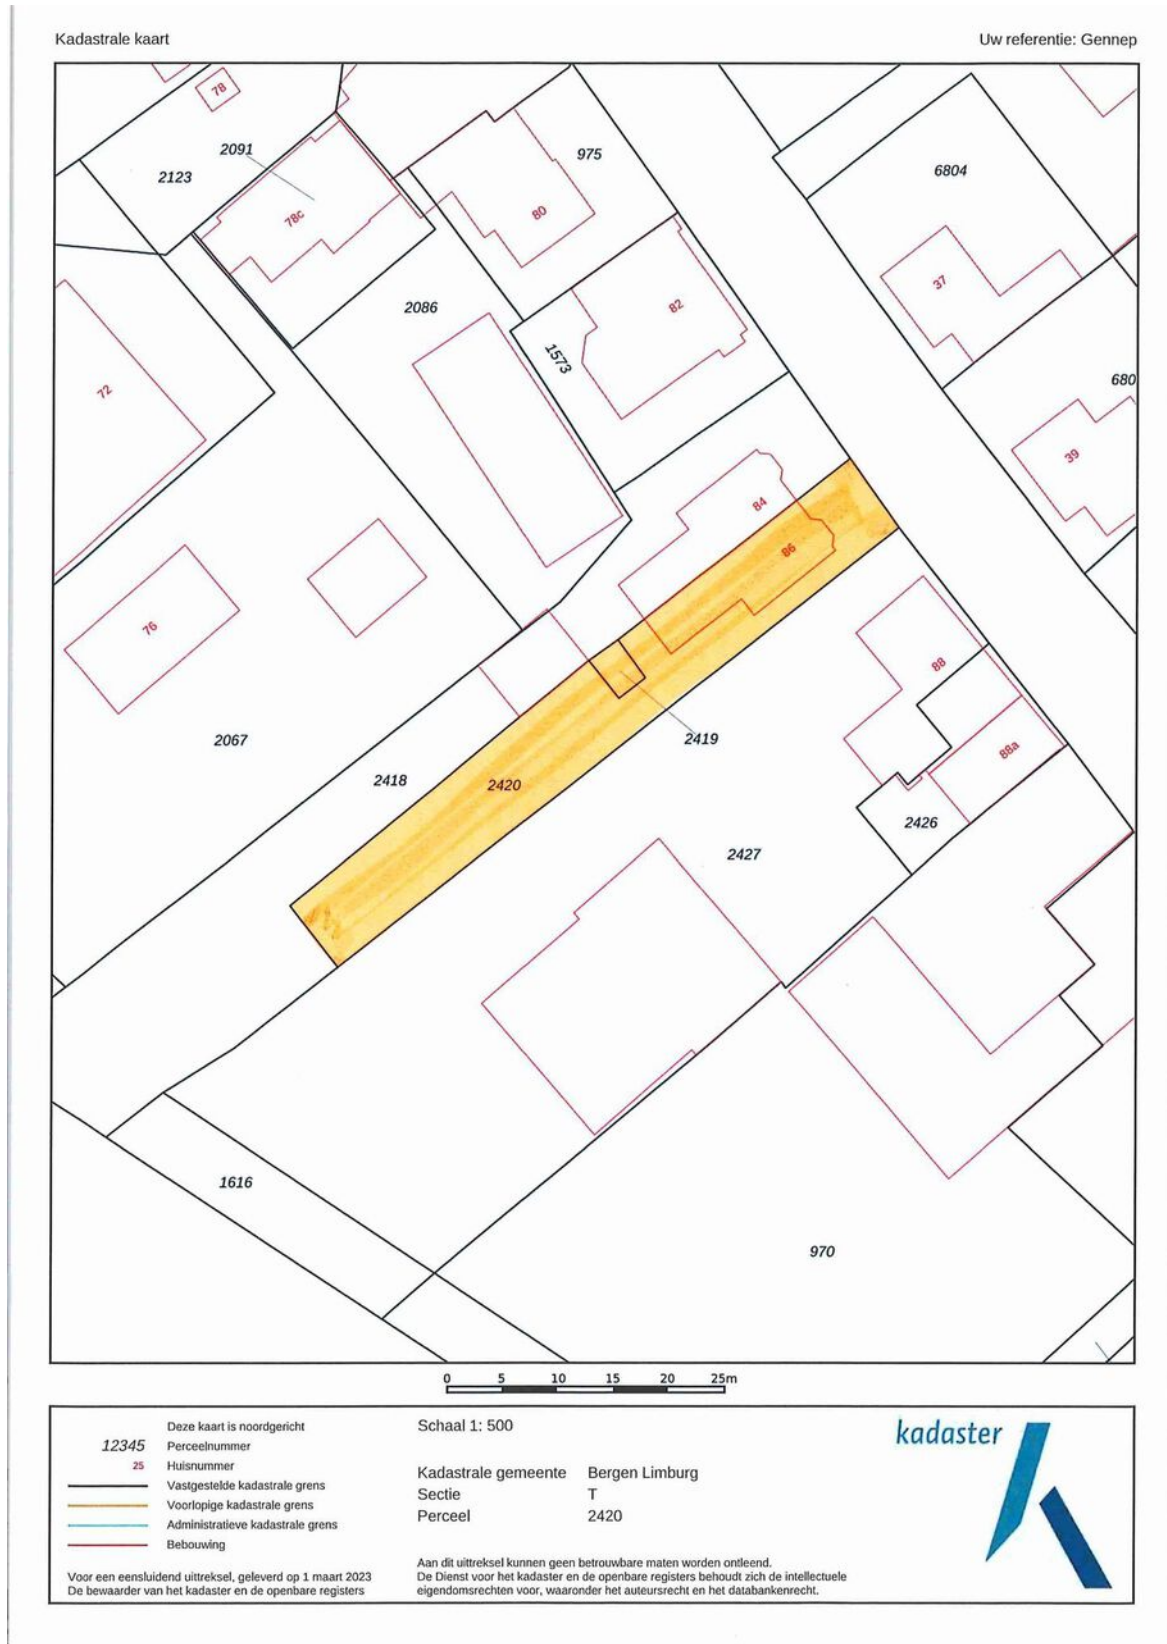 Kadastrale kaart
Uw referentie: Gennep
78
2091
975
2123
6804
80
78c
37
2086
82
1573
680
72
39
84
86
76
88
2067
2419
88a
2418
2420
2426
2427
1616
970
0 5 10 15 20 25m
Deze kaart is noordgericht
12345 Perceelnummer
25 Huisnummer
Vastgestelde kadastrale grens
Voorlopige kadastrale grens
Administratieve kadastrale grens
Bebouwing
Voor een eensluidend uittreksel, geleverd op 1 maart 2023
De bewaarder van het kadaster en de openbare registers
Schaal 1: 500
Kadastrale gemeente Bergen Limburg
Sectie T
Perceel 2420
Aan dit uittreksel kunnen geen betrouwbare maten worden ontleend.
De Dienst voor het kadaster en de openbare registers behoudt zich de intellectuele
eigendomsrechten voor, waaronder het auteursrecht en het databankenrecht.
kadaster